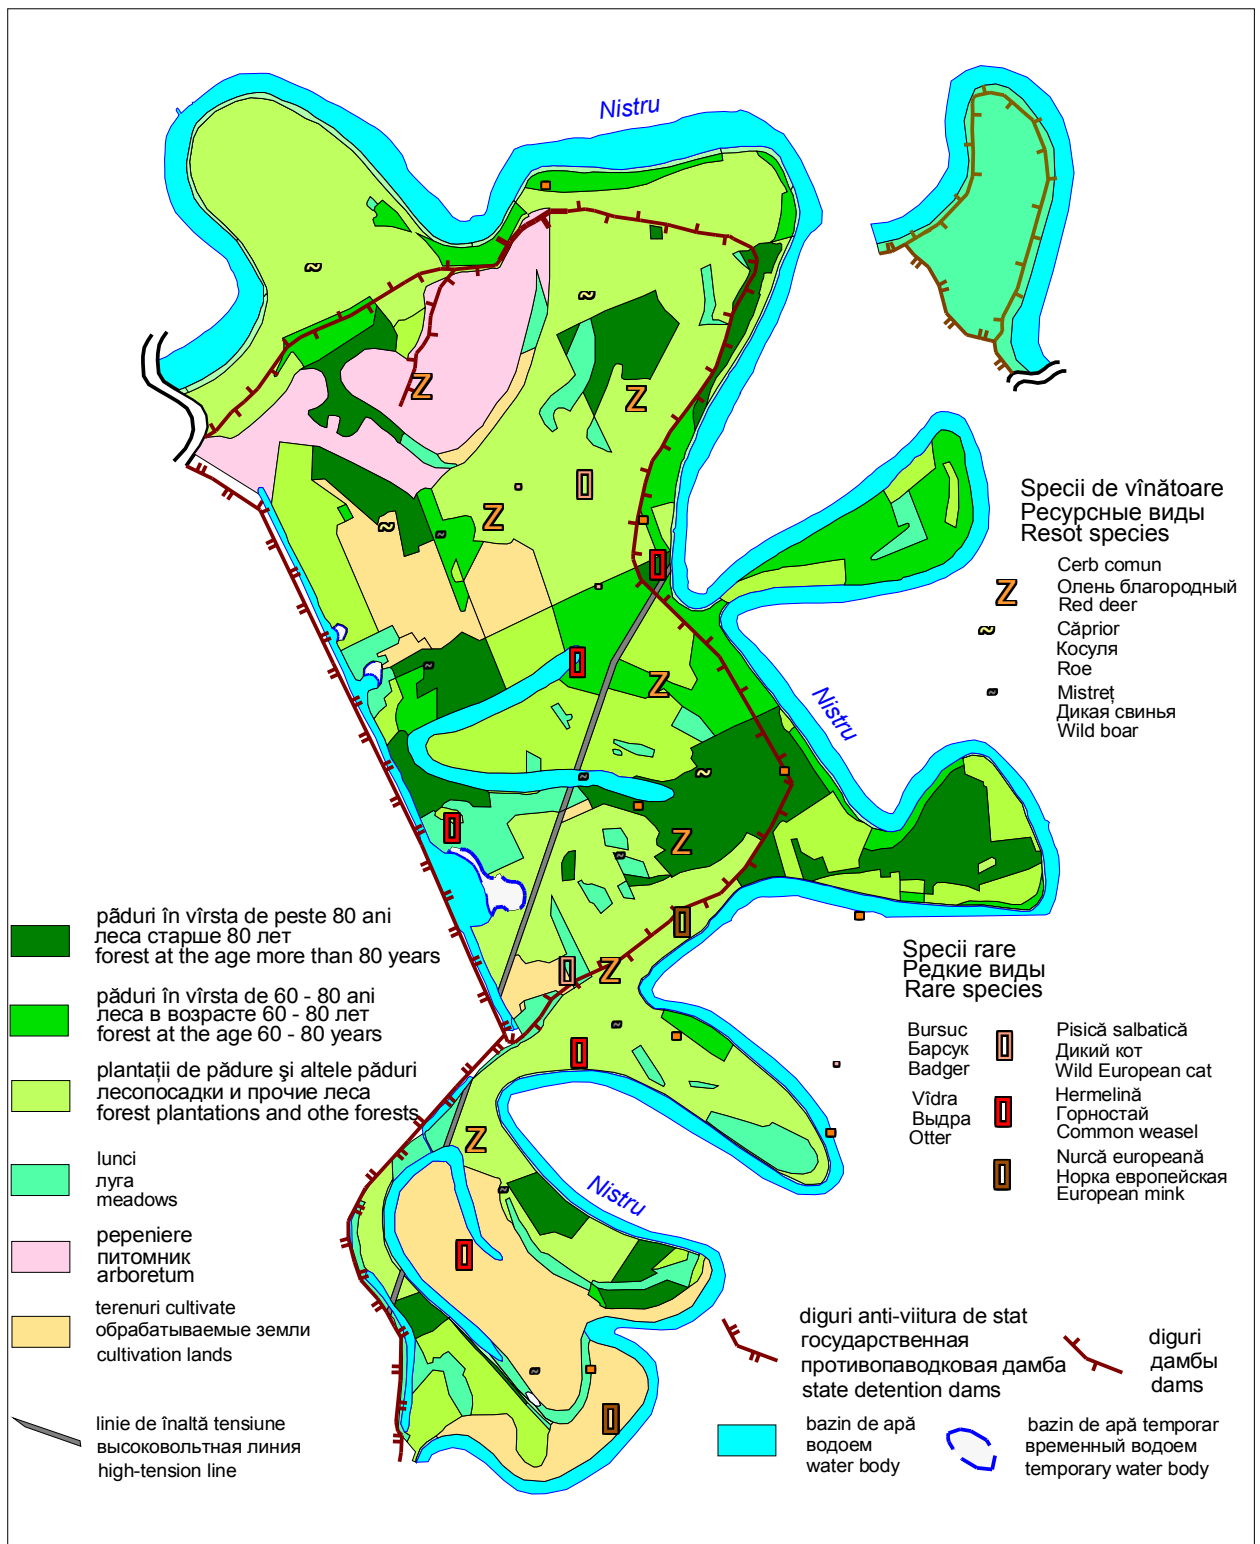 Nistru
Specii de vînătoare
Ресурсные виды
Resot species
Cerb comun
Олень благородный
Red deer
Căprior
Косуля
Roe
Mistreţ
Дикая свинья
Wild boar
Nistru
pãduri în vîrsta de peste 80 ani
леса старше 80 лет
forest at the age more than 80 years
păduri în vîrsta de 60 - 80 ani
леса в возрасте 60 - 80 лет
forest at the age 60 - 80 years
plantaţii de pădure şi altele păduri
лесопосадки и прочие леса
forest plantations and othe forests
lunci
луга
meadows
pepeniere
питомник
arboretum
terenuri cultivate
обрабатываемые земли
cultivation lands
linie de înaltă tensiune
высоковольтная линия
high-tension line
Specii rare
Редкие виды
Rare species
Bursuc
Барсук
Badger
Pisică salbatică
Дикий кот
Wild European cat
Vîdra
Выдра
Otter
Hermelină
Горностай
Common weasel
Nurcă europeană
Норка европейская
European mink
Nistru
diguri anti-viitura de stat
государственная
противопаводковая дамба
state detention dams
diguri
дамбы
dams
bazin de apă
водоем
water body
bazin de apă temporar
временный водоем
temporary water body